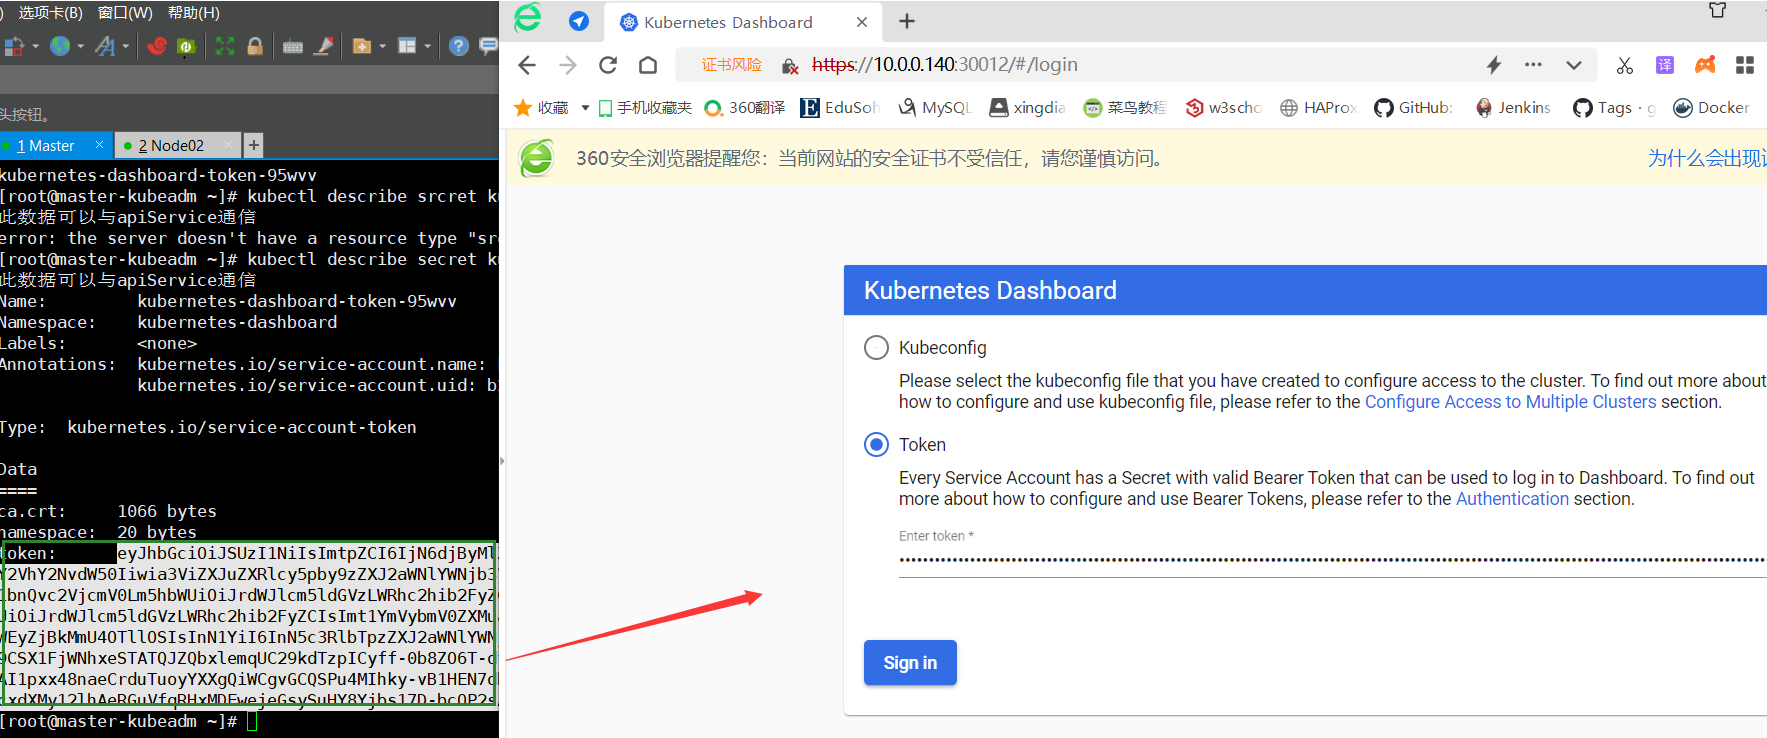 ) 选项卡(B) 窗口(W) 帮助(H)
头按钮。
1 Master × 2 Node02 × +
kubernetes-dashboard-token-95wvv
[root@master-kubeadm ~]# kubectl describe srcret k
此数据可以与apiService通信
error: the server doesn't have a resource type "sr
[root@master-kubeadm ~]# kubectl describe secret k
此数据可以与apiService通信
Name: kubernetes-dashboard-token-95wvv
Namespace: kubernetes-dashboard
Labels: <none>
Annotations: kubernetes.io/service-account.name:
kubernetes.io/service-account.uid: b
Type: kubernetes.io/service-account-token
Data
====
ca.crt: 1066 bytes
namespace: 20 bytes
token: eyJhbGciOiJSUzI1NiIsImtpZCI6IjN6djByMl
Y2VhY2NvdW50Iiwia3ViZXJuZXRlcy5pby9zZXJ2aWNlYWNjb3
1bnQvc2VjcmV0Lm5hbWUiOiJrdWJlcm5ldGVzLWRhc2hib2FyZ
JiOiJrdWJlcm5ldGVzLWRhc2hib2FyZCIsImt1YmVybmV0ZXMu
WEyZjBkMmU4OTllOSIsInN1YiI6InN5c3RlbTpzZXJ2aWNlYWN
9CSX1FjWNhxeSTATQJZQbxlemqUC29kdTzpICyff-0b8ZO6T-d
AI1pxx48naeCrduTuoyYXXgQiWCgvGCQSPu4MIhky-vB1HEN7c
cxdXMy12lhAeRGuVfqRHxMDFwejeGsySuHY8Yjbs17D-bcOP2s
[root@master-kubeadm ~]#
Kubernetes Dashboard × +
证书风险 https://10.0.0.140:30012/#/login
译
收藏 手机收藏夹 360翻译 EduSoh MySQL xingdia 菜鸟教程 w3scho HAProx GitHub: Jenkins Tags · g Docker
360安全浏览器提醒您：当前网站的安全证书不受信任，请您谨慎访问。
为什么会出现
Kubernetes Dashboard
Kubeconfig
Please select the kubeconfig file that you have created to configure access to the cluster. To find out more about
how to configure and use kubeconfig file, please refer to the Configure Access to Multiple Clusters section.
Token
Every Service Account has a Secret with valid Bearer Token that can be used to log in to Dashboard. To find out
more about how to configure and use Bearer Tokens, please refer to the Authentication section.
Enter token *
Sign in